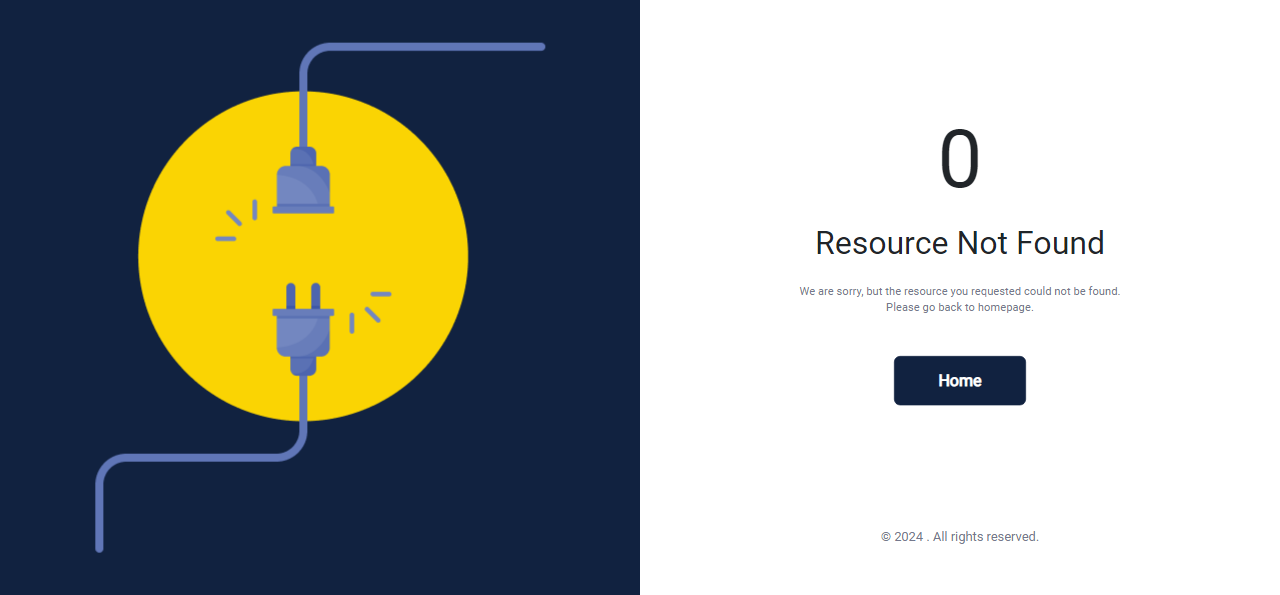 0
Resource Not Found
We are sorry, but the resource you requested could not be found.
Please go back to homepage.
Home
© 2024 . All rights reserved.